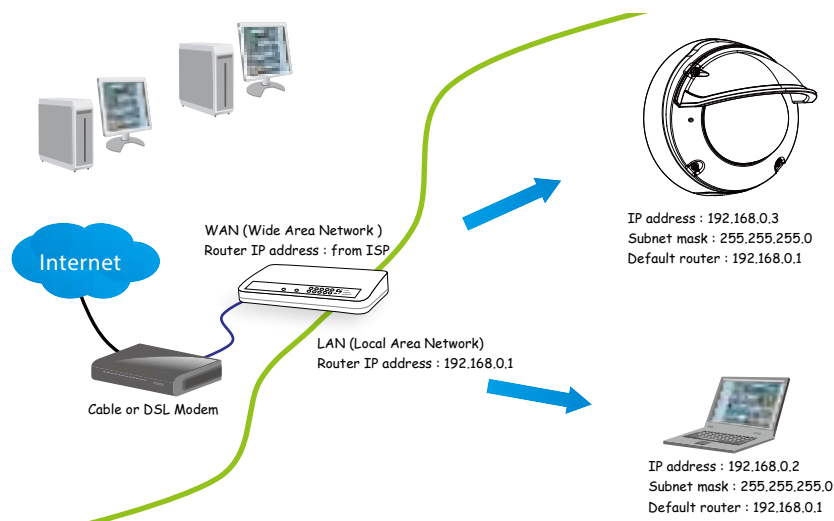 WAN (Wide Area Network )
Router IP address : from ISP
Internet
LAN (Local Area Network)
Router IP address : 192.168.0.1
Cable or DSL Modem
IP address : 192.168.0.3
Subnet mask : 255.255.255.0
Default router : 192.168.0.1
IP address : 192.168.0.2
Subnet mask : 255.255.255.0
Default router : 192.168.0.1